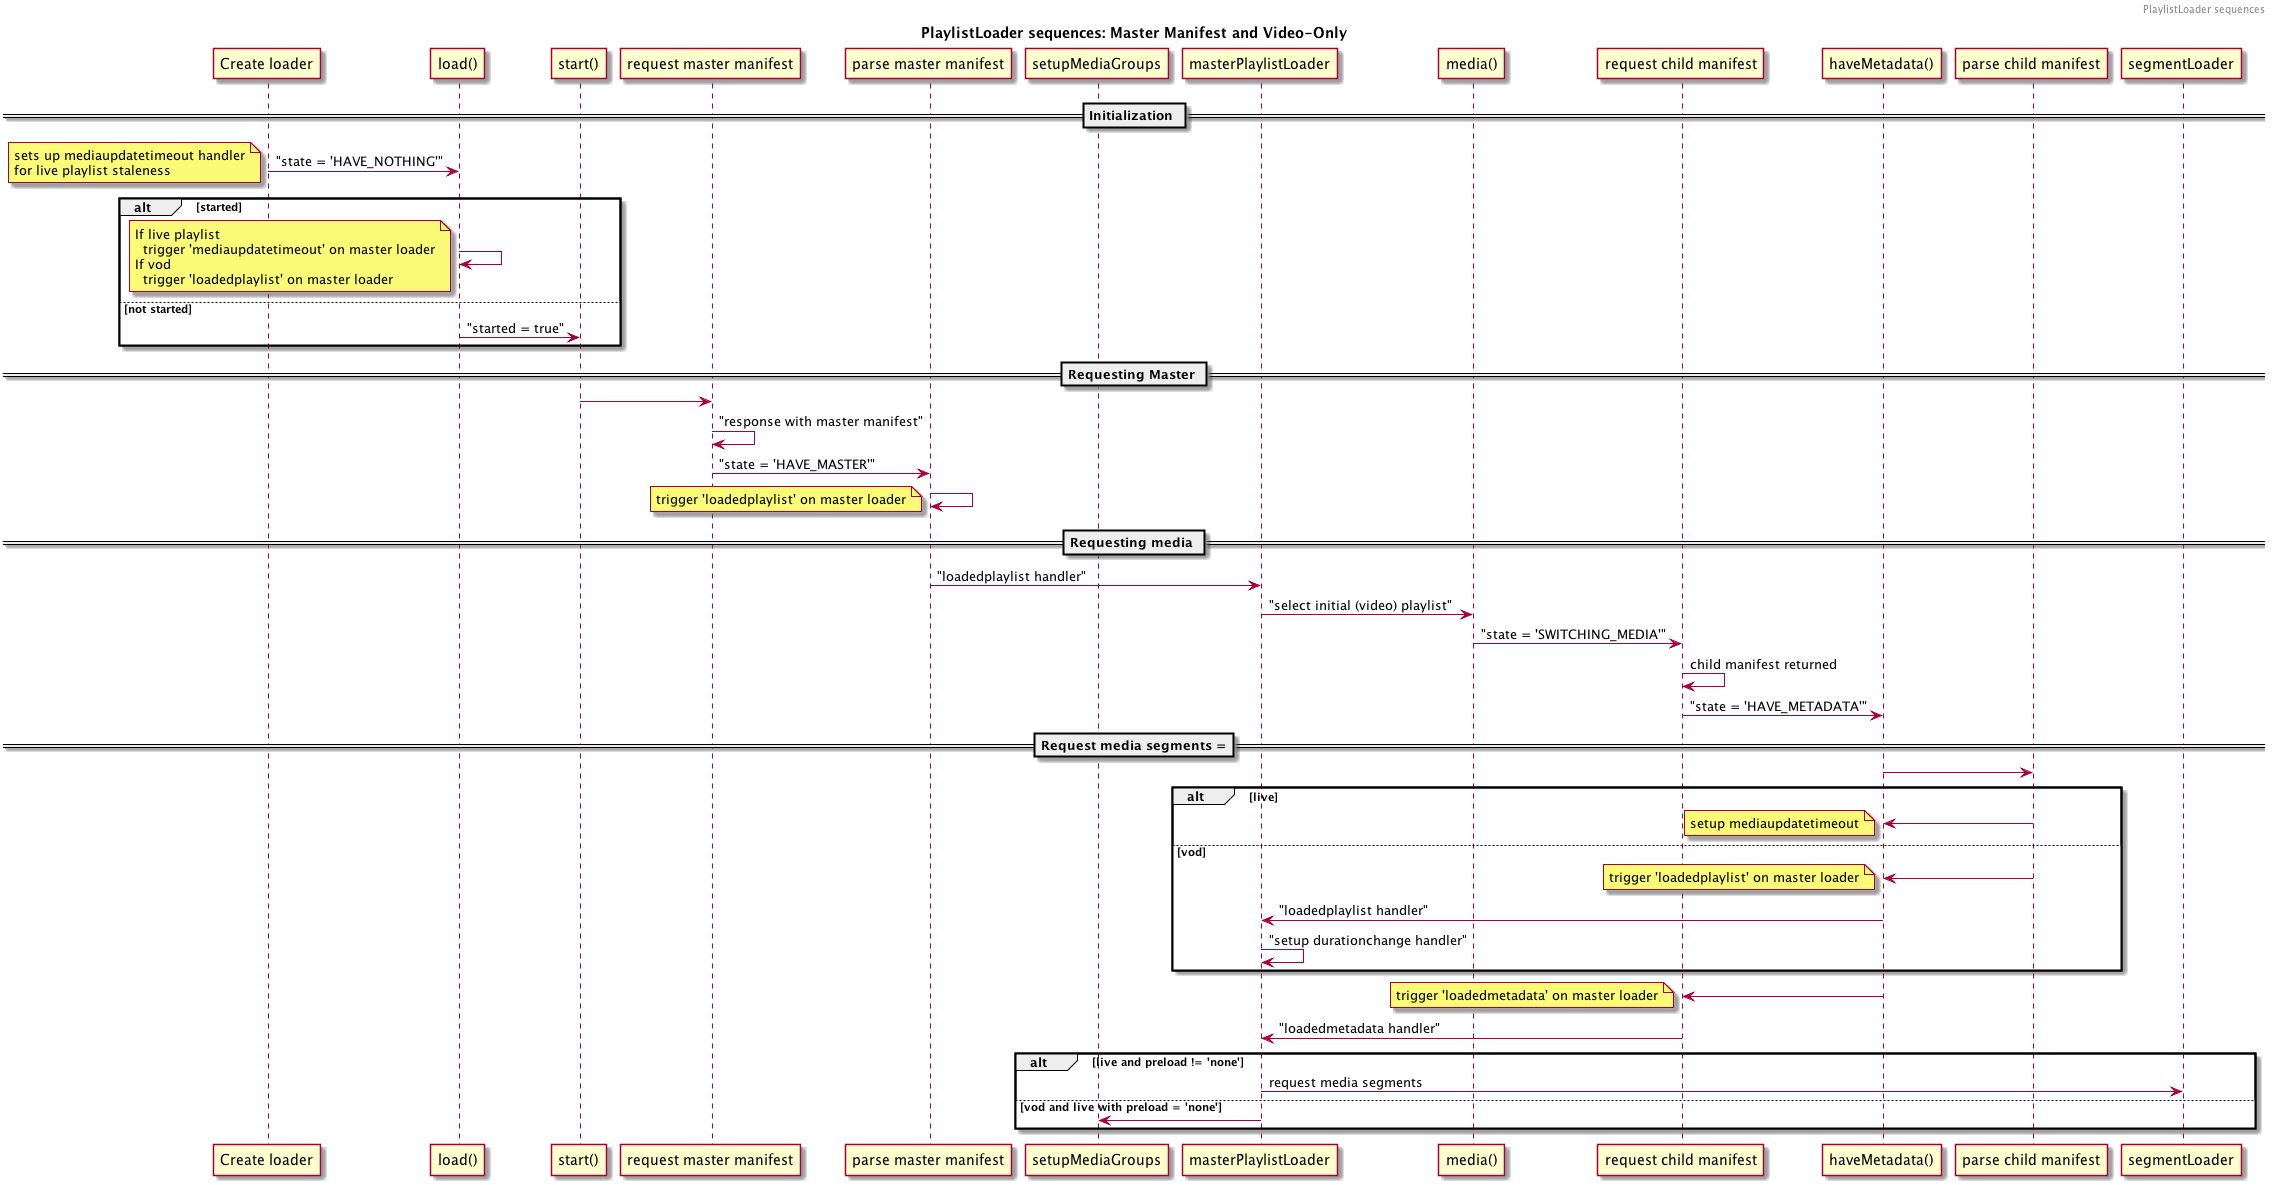 PlaylistLoader sequences
PlaylistLoader sequences: Master Manifest and Video-Only
Create loader
load()
start()
request master manifest
parse master manifest
setupMediaGroups
masterPlaylistLoader
media()
request child manifest
haveMetadata()
parse child manifest
segmentLoader
Initialization
sets up mediaupdatetimeout handler
for live playlist staleness
"state = 'HAVE_NOTHING'"
alt
[started]
If live playlist
trigger 'mediaupdatetimeout' on master loader
If vod
trigger 'loadedplaylist' on master loader
[not started]
"started = true"
Requesting Master
"response with master manifest"
"state = 'HAVE_MASTER'"
trigger 'loadedplaylist' on master loader
Requesting media
"loadedplaylist handler"
"select initial (video) playlist"
"state = 'SWITCHING_MEDIA'"
child manifest returned
"state = 'HAVE_METADATA'"
Request media segments =
alt
[live]
setup mediaupdatetimeout
[vod]
trigger 'loadedplaylist' on master loader
"loadedplaylist handler"
"setup durationchange handler"
trigger 'loadedmetadata' on master loader
"loadedmetadata handler"
alt
[live and preload != 'none']
request media segments
[vod and live with preload = 'none']
Create loader
load()
start()
request master manifest
parse master manifest
setupMediaGroups
masterPlaylistLoader
media()
request child manifest
haveMetadata()
parse child manifest
segmentLoader